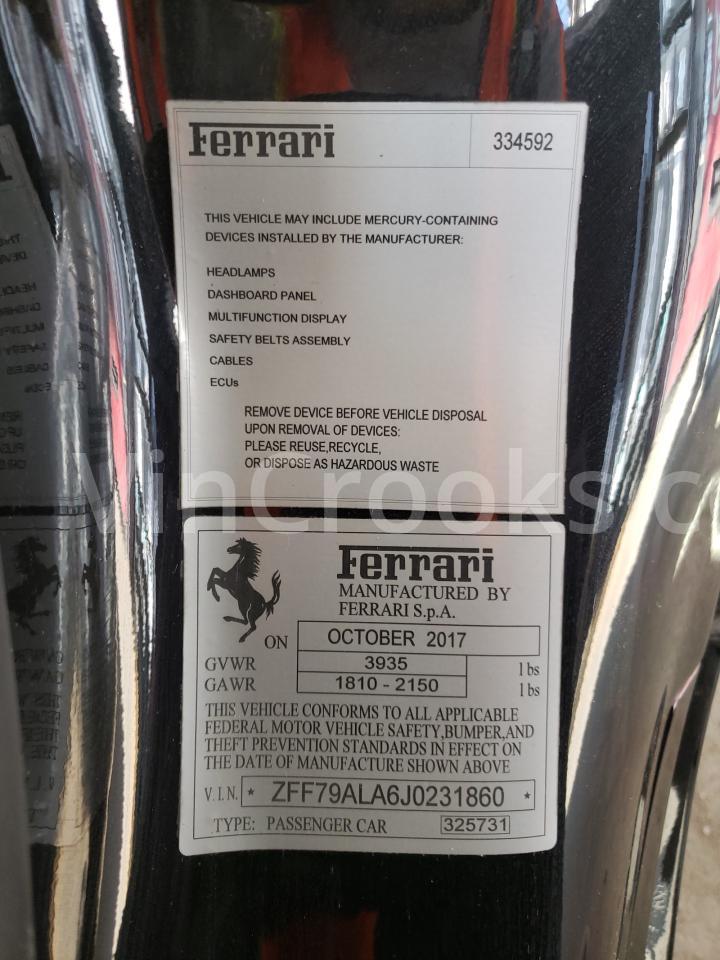 Ferrari 334592
THIS VEHICLE MAY INCLUDE MERCURY-CONTAINING
DEVICES INSTALLED BY THE MANUFACTURER:
HEADLAMPS
DASHBOARD PANEL
MULTIFUNCTION DISPLAY
SAFETY BELTS ASSEMBLY
CABLES
ECUs
REMOVE DEVICE BEFORE VEHICLE DISPOSAL
UPON REMOVAL OF DEVICES:
PLEASE REUSE,RECYCLE,
OR DISPOSE AS HAZARDOUS WASTE
VinCrooks.c
Ferrari
MANUFACTURED BY
FERRARI S.p.A.
ON OCTOBER 2017
GVWR 3935 lbs
GAWR 1810 - 2150 lbs
THIS VEHICLE CONFORMS TO ALL APPLICABLE
FEDERAL MOTOR VEHICLE SAFETY,BUMPER,AND
THEFT PREVENTION STANDARDS IN EFFECT ON
THE DATE OF MANUFACTURE SHOWN ABOVE
V.I.N. * ZFF79ALA6J0231860 *
TYPE: PASSENGER CAR 325731